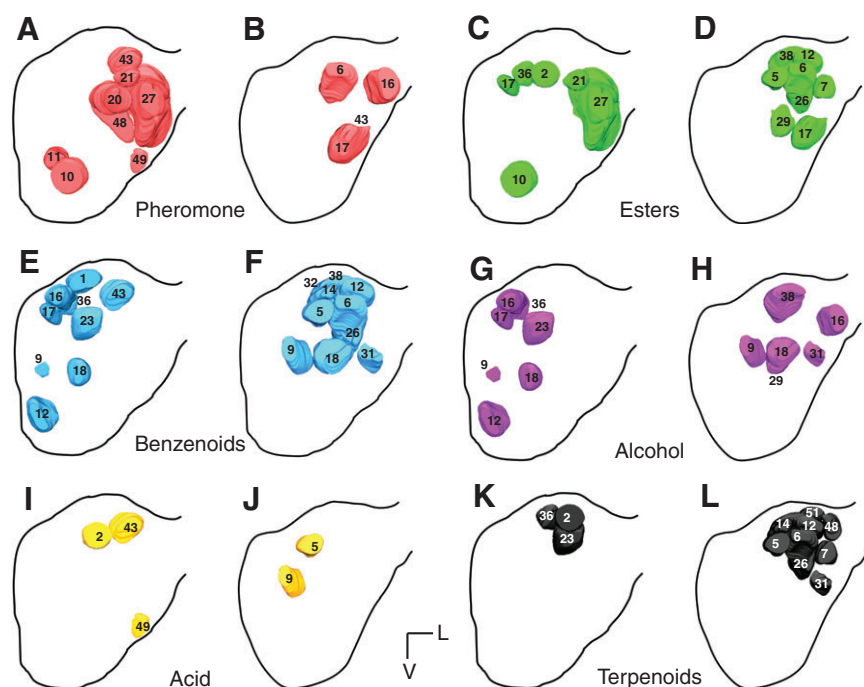 A B C D
43 21 20 27 48 49 11 10
6 16 43 17
17 36 2 21 27 10
38 12 6 5 7 26 29 17
Pheromone Esters
E F G H
1 16 43 36 17 23 9 18 12
38 32 14 12 6 5 26 9 18 31
16 36 17 23 9 18 12
38 16 9 18 31 29
Benzenoids Alcohol
I J K L
2 43 49
5 9
36 2 23
51 14 12 48 6 5 7 26 31
L
V
Acid Terpenoids